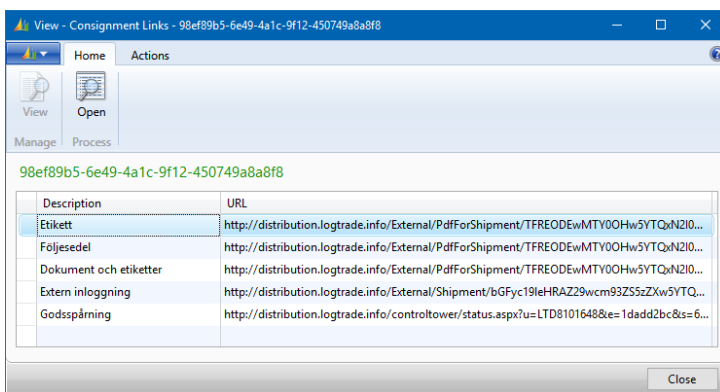 View - Consignment Links - 98ef89b5-6e49-4a1c-9f12-450749a8a8f8
Home Actions
View Open
Manage Process
98ef89b5-6e49-4a1c-9f12-450749a8a8f8
Description URL
Etikett http://distribution.logtrade.info/External/PdfForShipment/TFREODEwMTY0OHw5YTQxN2I0...
Följesedel http://distribution.logtrade.info/External/PdfForShipment/TFREODEwMTY0OHw5YTQxN2I0...
Dokument och etiketter http://distribution.logtrade.info/External/PdfForShipment/TFREODEwMTY0OHw5YTQxN2I0...
Extern inloggning http://distribution.logtrade.info/External/Shipment/bGFyc19leHRAZ29wcm93ZS5zZXw5YTQ...
Godsspårning http://distribution.logtrade.info/controltower/status.aspx?u=LTD8101648&e=1dadd2bc&s=6...
Close